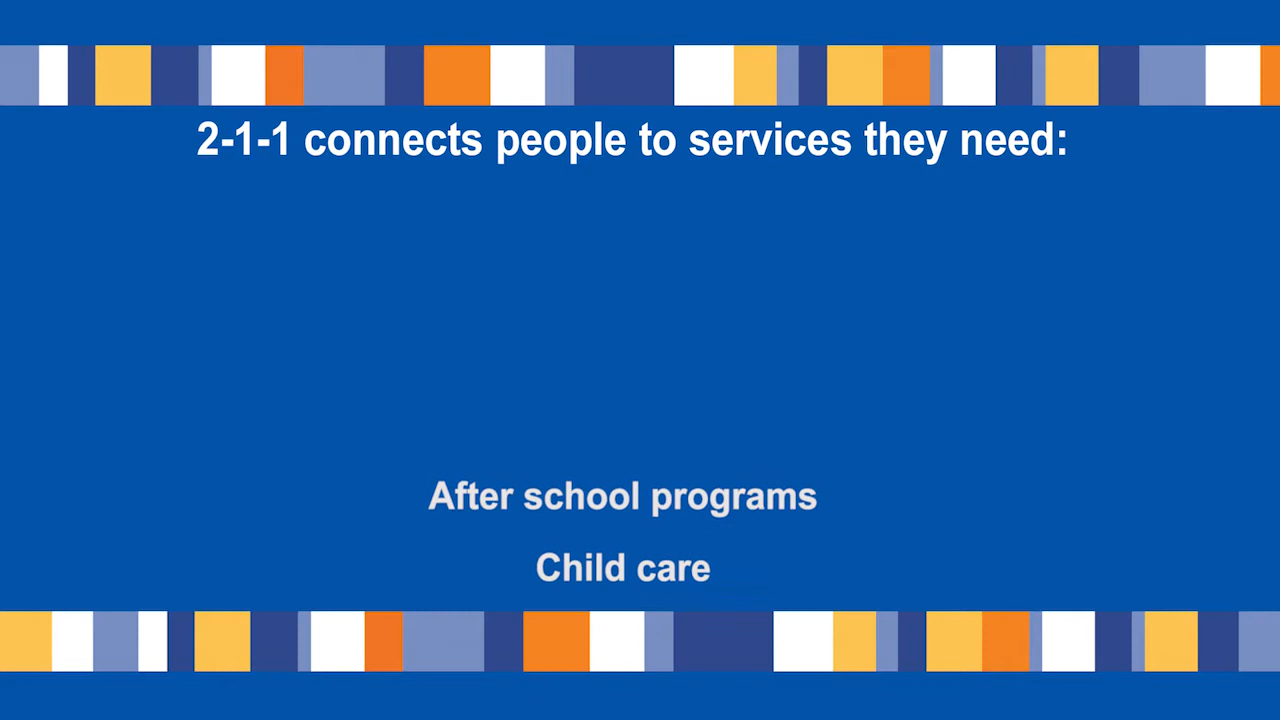 2-1-1 connects people to services they need:
After school programs
Child care